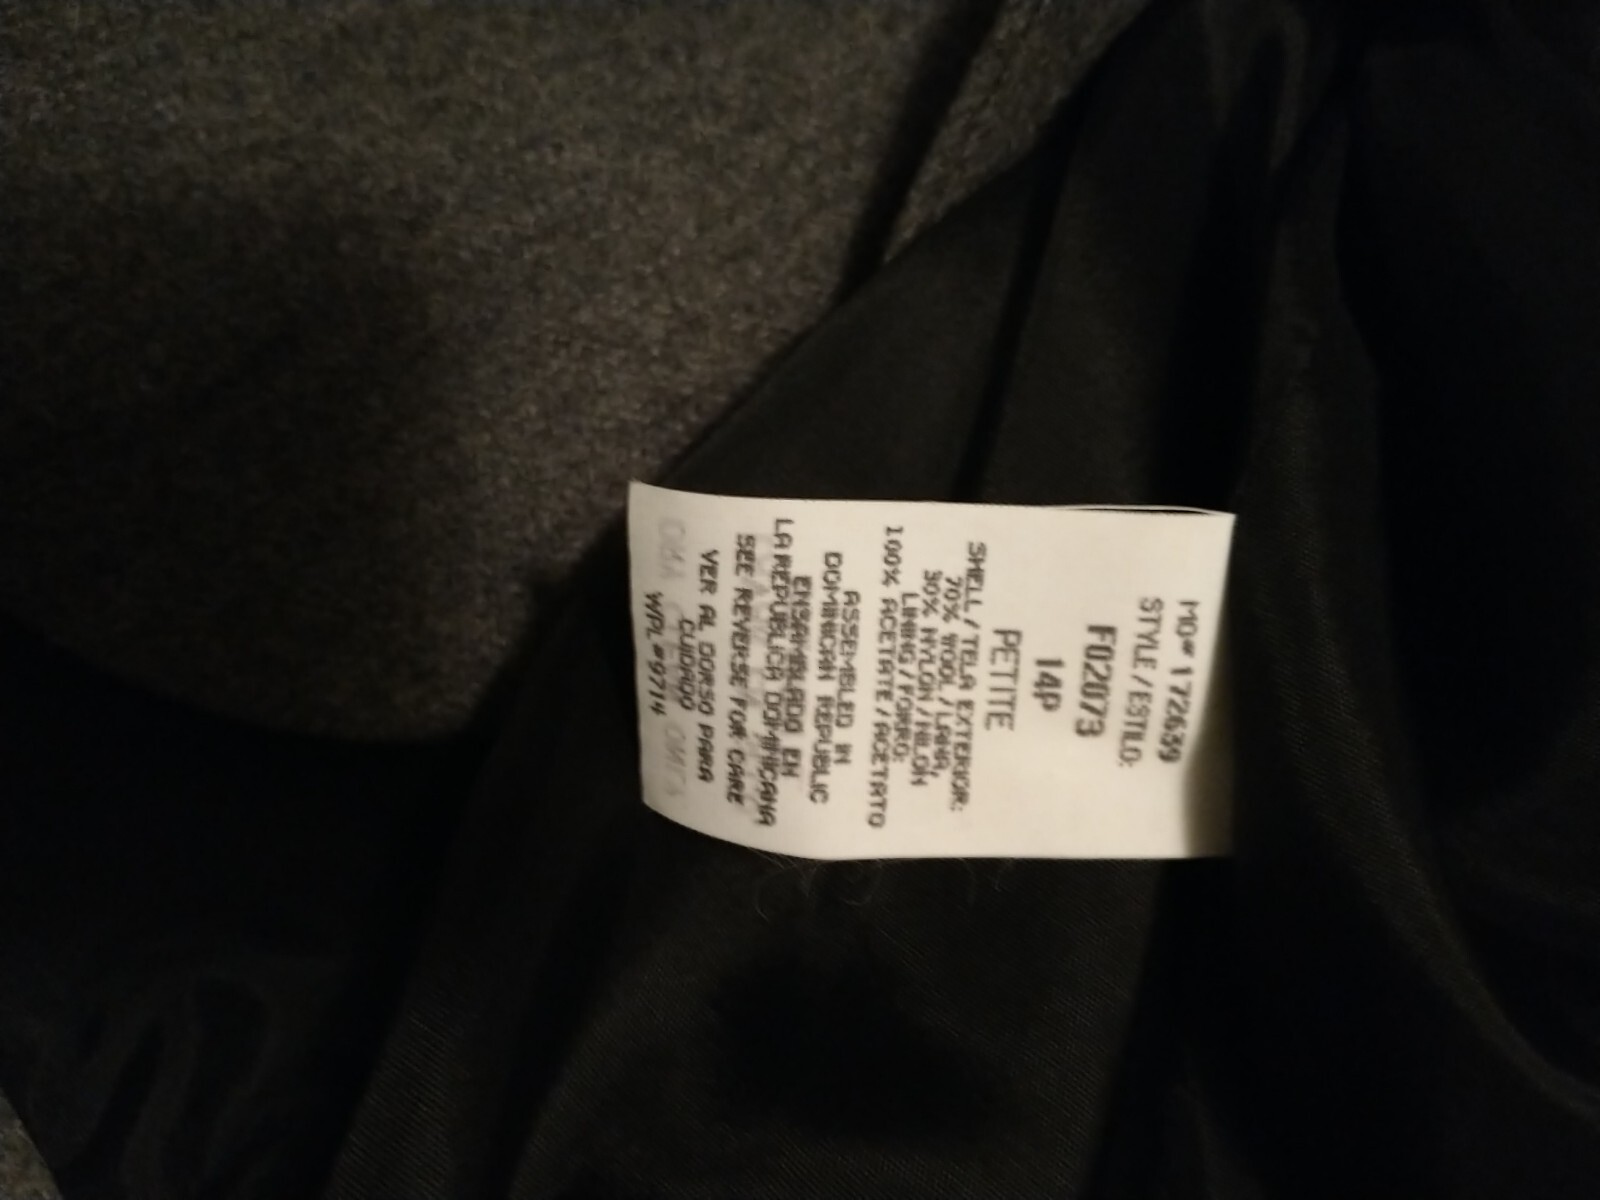 MO#172639
STYLE/ESTILO:
F022073
14P
PETITE
SHELL/TELA EXTERIOR:
70% WOOL/LANA,
30% NYLON/NILON
LINING/FORRO:
100% ACETATE/ACETATO
ASSEMBLED IN
DOMINICAN REPUBLIC
ENSAMBLADO EN
LA REPUBLICA DOMINICANA
SEE REVERSE FOR CARE
VER AL DORSO PARA
CUIDADO
WPL#9714